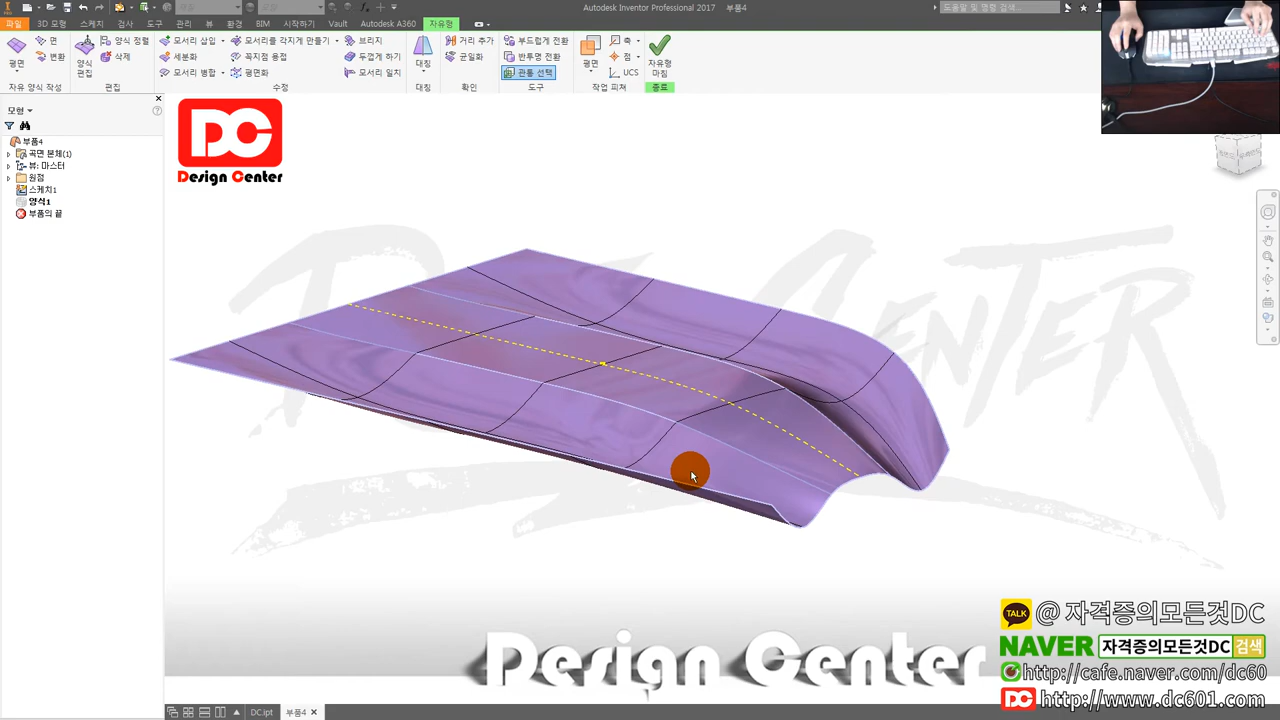 Autodesk Inventor Professional 2017 부품4
도움말 및 명령 검색...
파일 3D 모형 스케치 검사 도구 관리 뷰 환경 BIM 시작하기 Vault Autodesk A360 자유형
평면 면 변환
자유 양식 작성
양식 편집 양식 정렬 삭제
편집
모서리 삽입 세분화 모서리 병합
모서리를 각지게 만들기 꼭지점 용접 평면화
브리지 두껍게 하기 모서리 일치
수정
대칭
대칭
거리 추가 균일화
확인
부드럽게 전환 반투명 전환 관통 선택
도구
평면 축 점 UCS
작업 피쳐
자유형 마침
종료
모형
부품4
곡면 본체(1)
뷰: 마스터
원점
스케치1
양식1
부품의 끝
DC
Design Center
DESIGN CENTER
Design Center
TALK @ 자격증의모든것DC
NAVER 자격증의모든것DC 검색
http://cafe.naver.com/dc60
DC http://www.dc601.com
DC.ipt 부품4